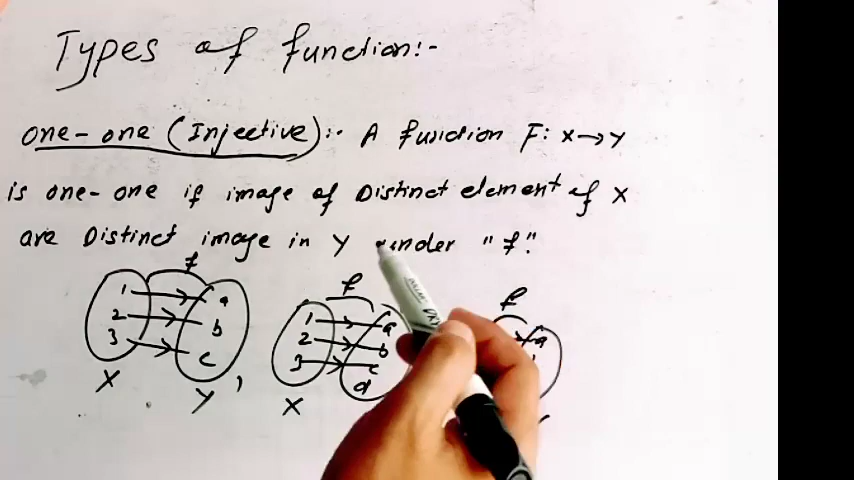 Types of function:-
one-one (Injective):- A function F: X→Y
is one-one if image of Distinct element of X
are Distinct image in Y under "f".
f
f
f
1 a
2 b
3 c
X Y ,
1 a
2 b
3 c
d
X
a